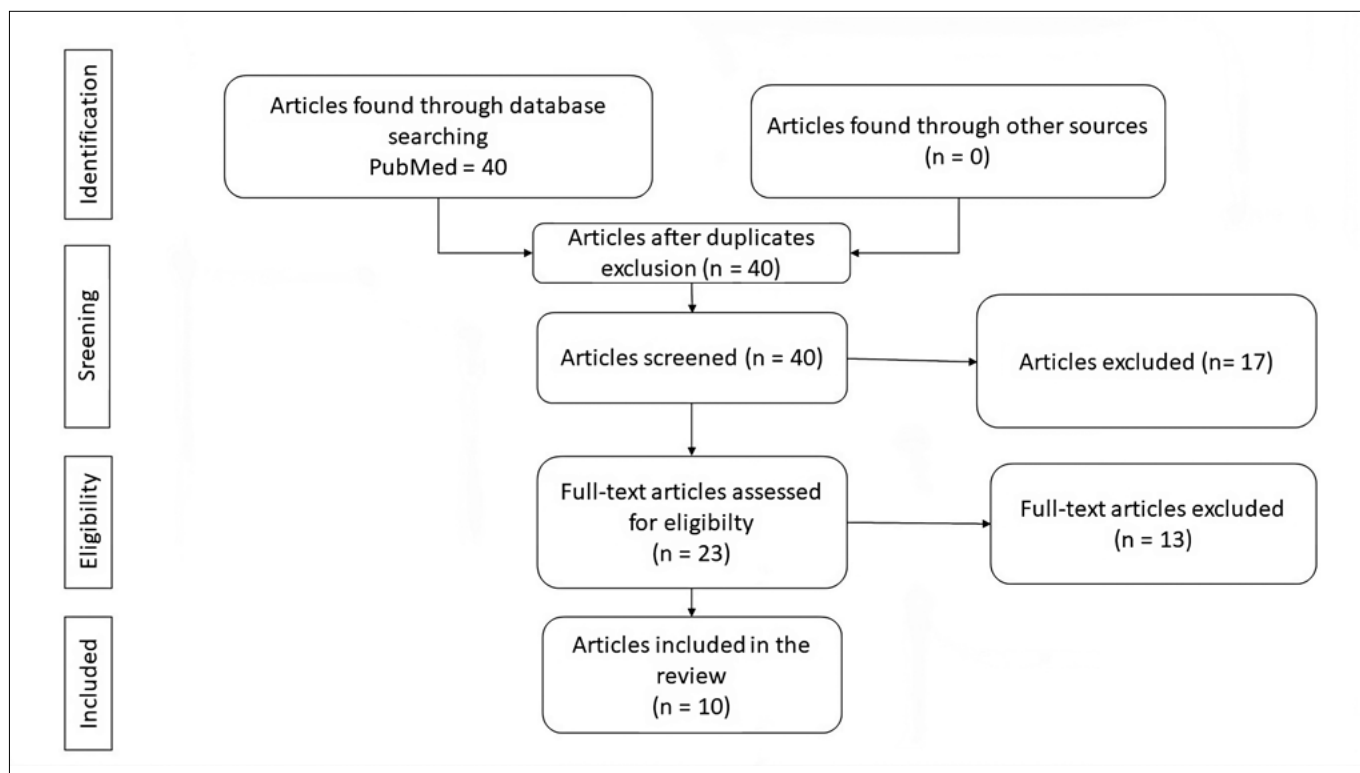 Identification
Articles found through database
searching
PubMed = 40
Articles found through other sources
(n = 0)
Articles after duplicates
exclusion (n = 40)
Sreening
Articles screened (n = 40)
Articles excluded (n= 17)
Eligibility
Full-text articles assessed
for eligibilty
(n = 23)
Full-text articles excluded
(n = 13)
Included
Articles included in the
review
(n = 10)